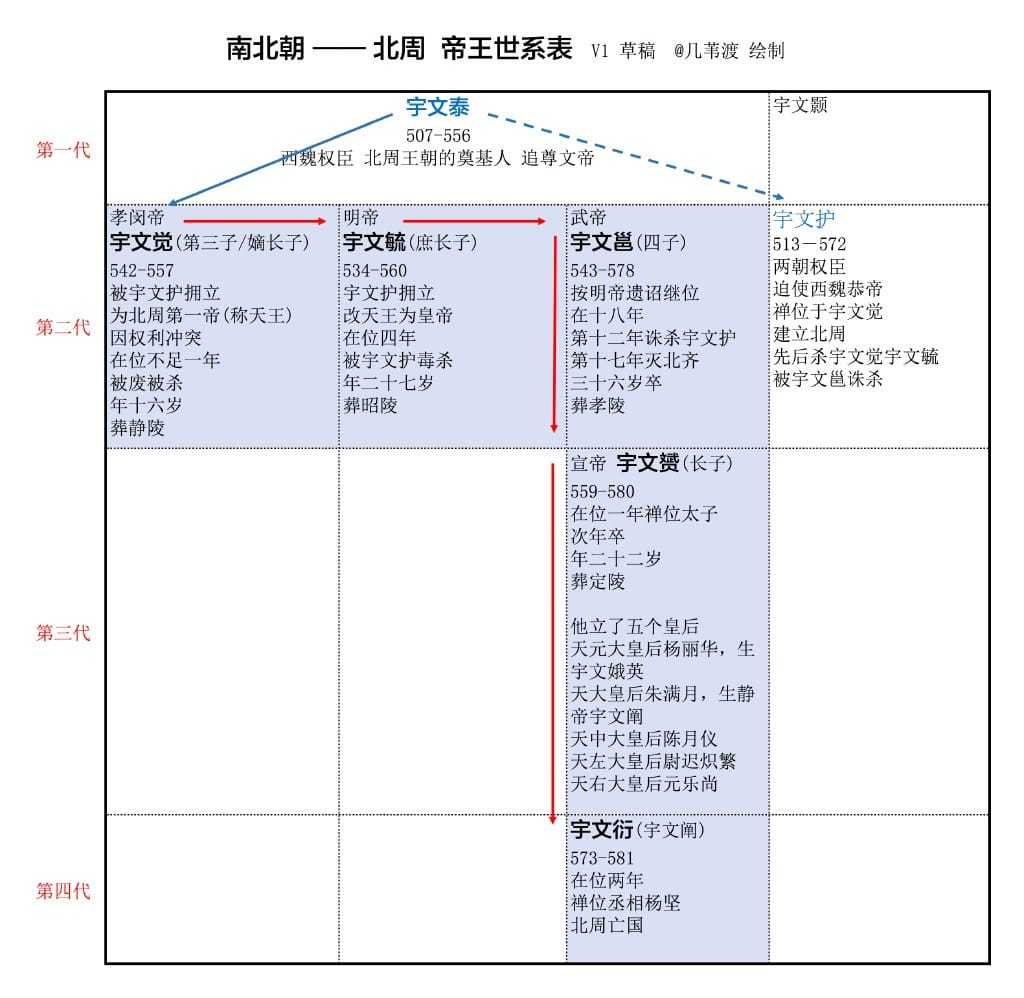 南北朝 —— 北周 帝王世系表 V1 草稿 @几苇渡 绘制
第一代
宇文泰
507-556
西魏权臣 北周王朝的奠基人 追尊文帝
宇文颢
第二代
孝闵帝
宇文觉(第三子/嫡长子)
542-557
被宇文护拥立
为北周第一帝(称天王)
因权利冲突
在位不足一年
被废被杀
年十六岁
葬静陵
明帝
宇文毓(庶长子)
534-560
宇文护拥立
改天王为皇帝
在位四年
被宇文护毒杀
年二十七岁
葬昭陵
武帝
宇文邕(四子)
543-578
按明帝遗诏继位
在十八年
第十二年诛杀宇文护
第十七年灭北齐
三十六岁卒
葬孝陵
宇文护
513－572
两朝权臣
迫使西魏恭帝
禅位于宇文觉
建立北周
先后杀宇文觉宇文毓
被宇文邕诛杀
第三代
宣帝 宇文赟(长子)
559-580
在位一年禅位太子
次年卒
年二十二岁
葬定陵
他立了五个皇后
天元大皇后杨丽华，生
宇文娥英
天大皇后朱满月，生静
帝宇文阐
天中大皇后陈月仪
天左大皇后尉迟炽繁
天右大皇后元乐尚
第四代
宇文衍(宇文阐)
573-581
在位两年
禅位丞相杨坚
北周亡国